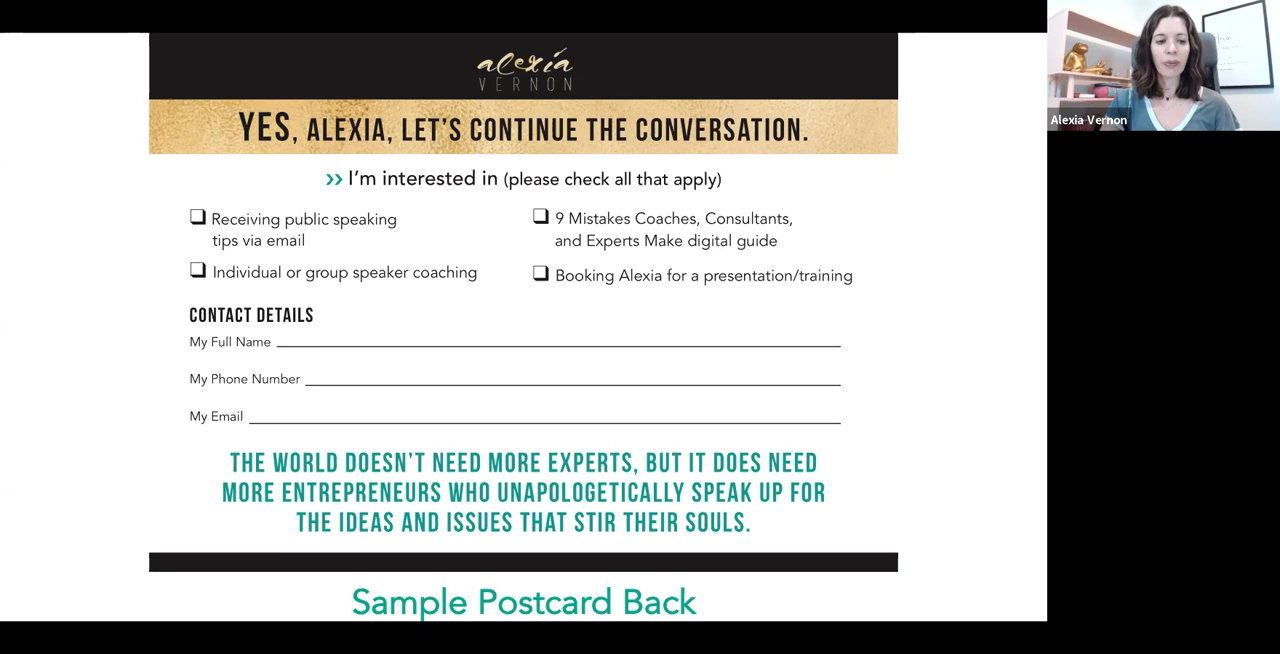 alexia
VERNON
YES, ALEXIA, LET'S CONTINUE THE CONVERSATION.
›› I'm interested in (please check all that apply)
❏ Receiving public speaking
tips via email
❏ Individual or group speaker coaching
❏ 9 Mistakes Coaches, Consultants,
and Experts Make digital guide
❏ Booking Alexia for a presentation/training
CONTACT DETAILS
My Full Name
My Phone Number
My Email
THE WORLD DOESN'T NEED MORE EXPERTS, BUT IT DOES NEED
MORE ENTREPRENEURS WHO UNAPOLOGETICALLY SPEAK UP FOR
THE IDEAS AND ISSUES THAT STIR THEIR SOULS.
Sample Postcard Back
Alexia Vernon